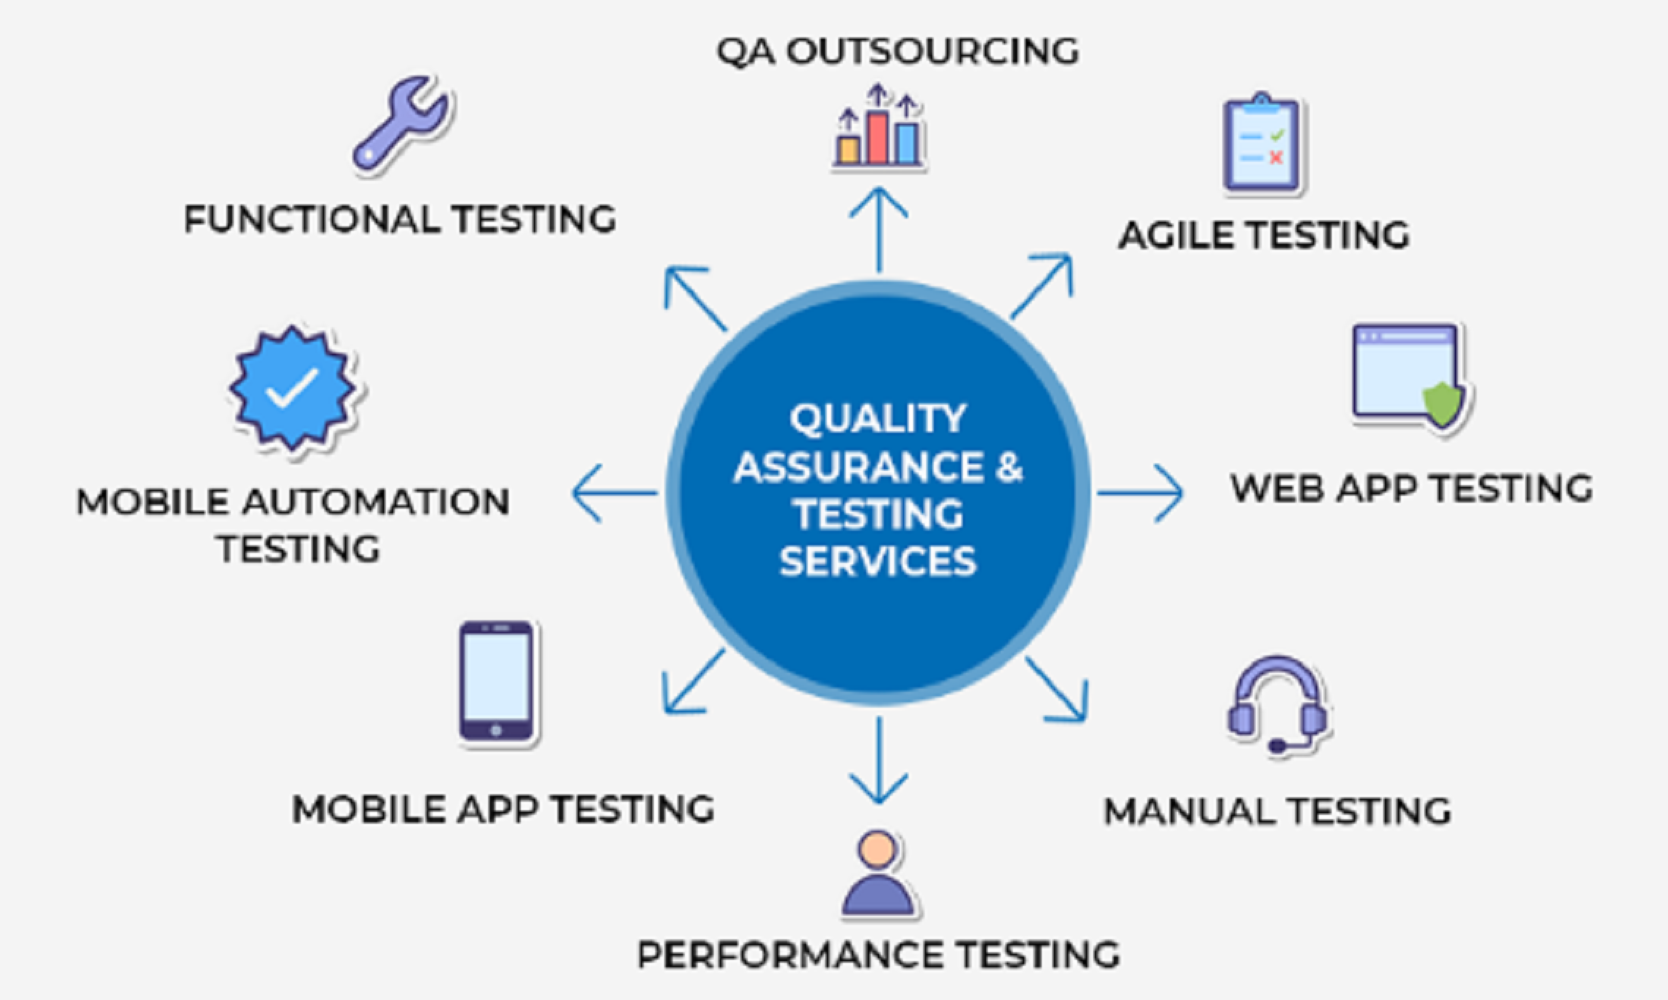 QA OUTSOURCING
FUNCTIONAL TESTING
AGILE TESTING
QUALITY
ASSURANCE &
TESTING
SERVICES
MOBILE AUTOMATION
TESTING
WEB APP TESTING
MOBILE APP TESTING
MANUAL TESTING
PERFORMANCE TESTING